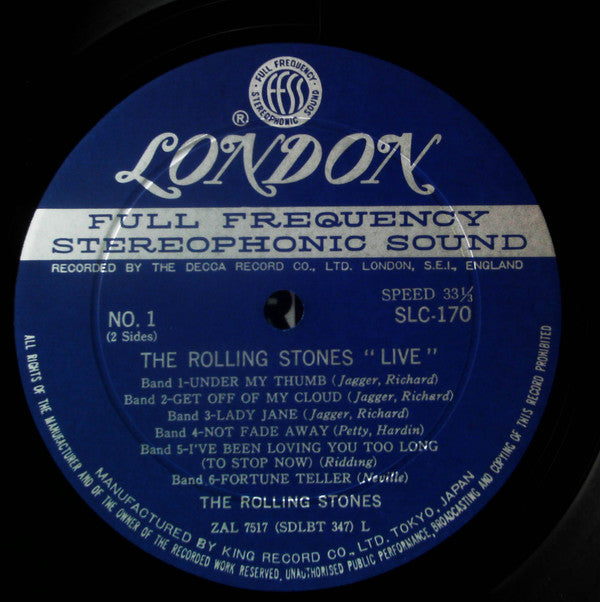 FULL FREQUENCY
FFSS
STEREOPHONIC SOUND
®
LONDON
FULL FREQUENCY
STEREOPHONIC SOUND
RECORDED BY THE DECCA RECORD CO., LTD. LONDON, S.E.I., ENGLAND
NO. 1
(2 Sides)
SPEED 33⅓
SLC-170
THE ROLLING STONES "LIVE"
Band 1-UNDER MY THUMB (Jagger, Richard)
Band 2-GET OFF OF MY CLOUD (Jagger, Richard)
Band 3-LADY JANE (Jagger, Richard)
Band 4-NOT FADE AWAY (Petty, Hardin)
Band 5-I'VE BEEN LOVING YOU TOO LONG
(TO STOP NOW) (Ridding)
Band 6-FORTUNE TELLER (Neville)
THE ROLLING STONES
ZAL 7517 (SDLBT 347) L
MANUFACTURED BY KING RECORD CO., LTD. TOKYO, JAPAN
ALL RIGHTS OF THE MANUFACTURER AND OF THE OWNER OF THE RECORDED WORK RESERVED, UNAUTHORISED PUBLIC PERFORMANCE, BROADCASTING AND COPYING OF THIS RECORD PROHIBITED